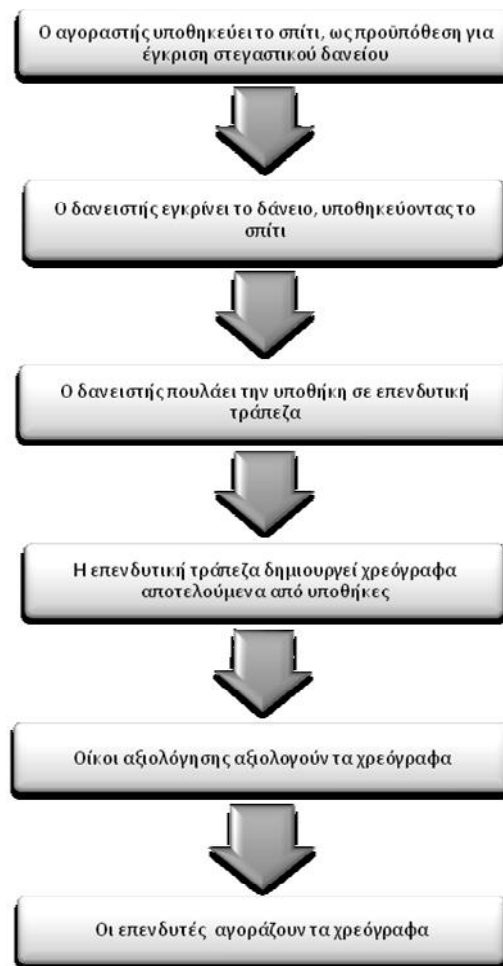 Ο αγοραστής υποθηκεύει το σπίτι, ως προϋπόθεση για
έγκριση στεγαστικού δανείου
Ο δανειστής εγκρίνει το δάνειο, υποθηκεύοντας το
σπίτι
Ο δανειστής πουλάει την υποθήκη σε επενδυτική
τράπεζα
Η επενδυτική τράπεζα δημιουργεί χρεόγραφα
αποτελούμενα από υποθήκες
Οίκοι αξιολόγησης αξιολογούν τα χρεόγραφα
Οι επενδυτές αγοράζουν τα χρεόγραφα